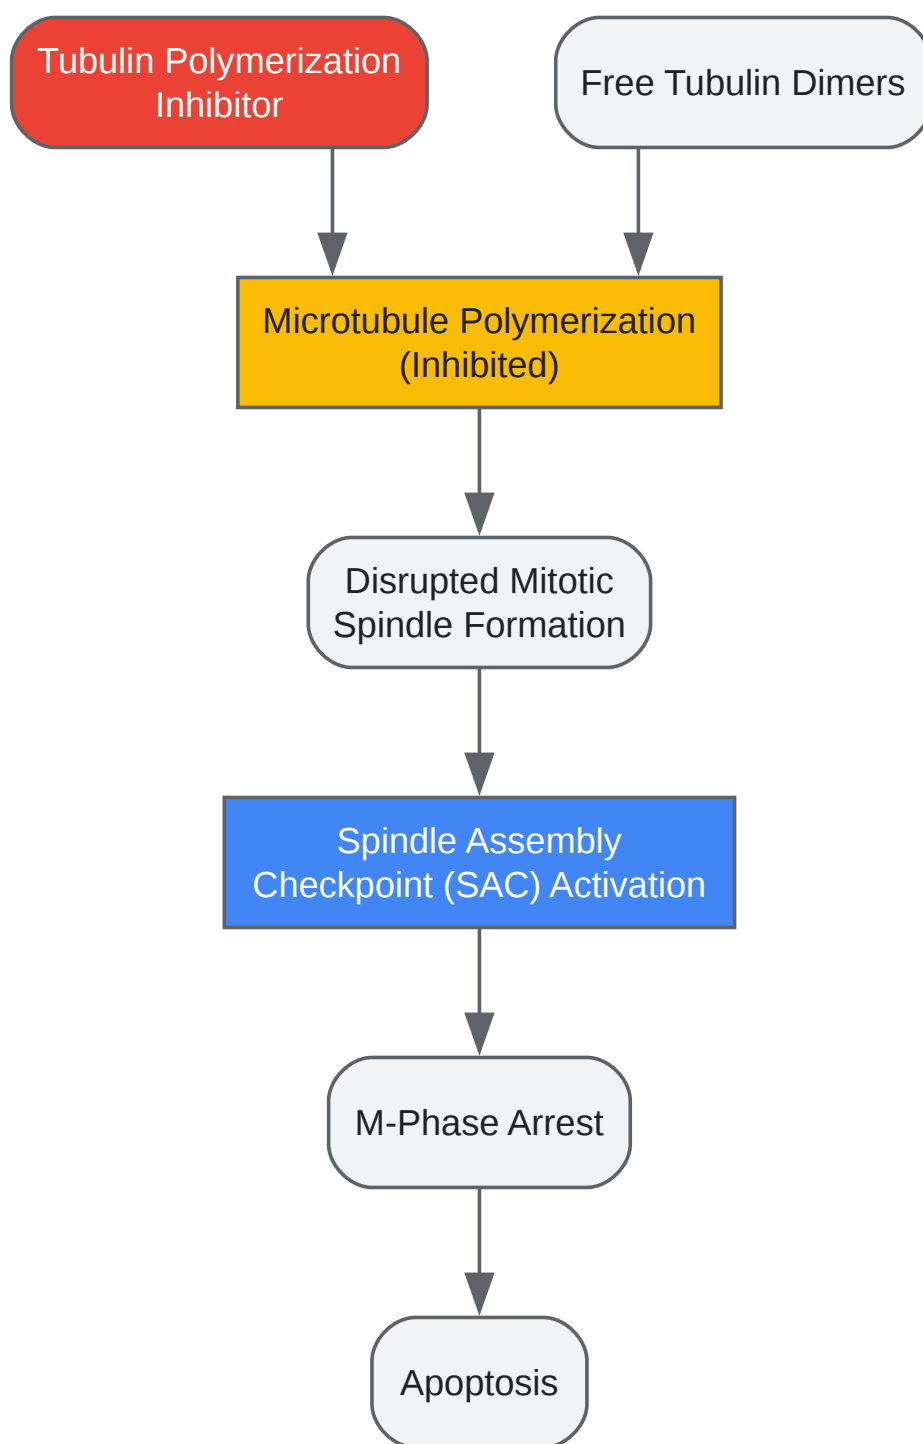 Tubulin Polymerization
Inhibitor
Free Tubulin Dimers
Microtubule Polymerization
(Inhibited)
Disrupted Mitotic
Spindle Formation
Spindle Assembly
Checkpoint (SAC) Activation
M-Phase Arrest
Apoptosis